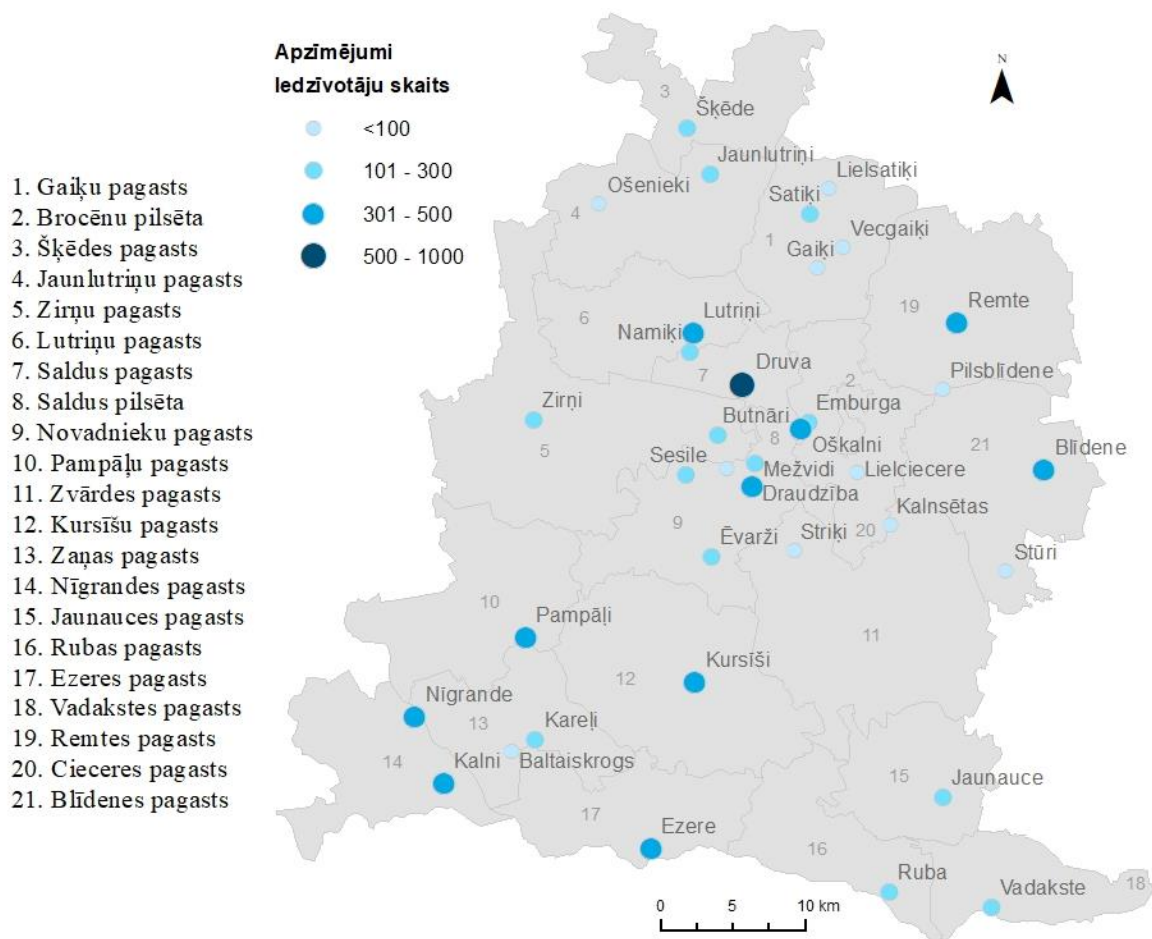 Apzīmējumi
Iedzīvotāju skaits
<100
101 - 300
301 - 500
500 - 1000
1. Gaiķu pagasts
2. Brocēnu pilsēta
3. Šķēdes pagasts
4. Jaunlutriņu pagasts
5. Zirņu pagasts
6. Lutriņu pagasts
7. Saldus pagasts
8. Saldus pilsēta
9. Novadnieku pagasts
10. Pampāļu pagasts
11. Zvārdes pagasts
12. Kursīšu pagasts
13. Zaņas pagasts
14. Nīgrandes pagasts
15. Jaunauces pagasts
16. Rubas pagasts
17. Ezeres pagasts
18. Vadakstes pagasts
19. Remtes pagasts
20. Cieceres pagasts
21. Blīdenes pagasts
N
3
Šķēde
Jaunlutriņi
Ošenieki
4
Lielsatiķi
Satiķi
1
Vecgaiķi
Gaiķi
19
Remte
6
Lutriņi
Namiķi
7
Druva
2
Pilsblīdene
Zirņi
5
Butnāri
Emburga
8
Oškalni
21
Blīdene
Sesile
Mežvidi
Lielciecere
Draudzība
Kalnsētas
9
20
Ēvarži
Striķi
Stūri
10
Pampāļi
11
12
Kursīši
Nīgrande
13
Kareļi
14
Kalni
Baltaiskrogs
15
Jaunauce
17
Ezere
16
Ruba
Vadakste
18
0 5 10 km